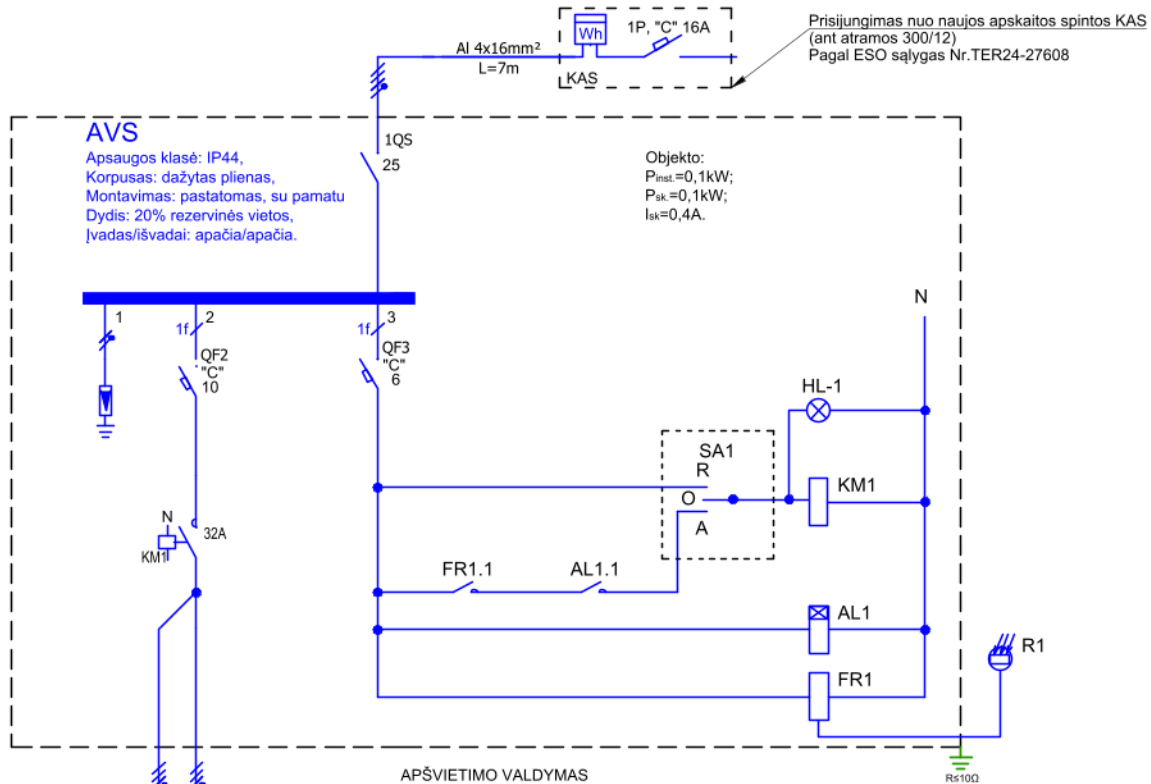 Prisijungimas nuo naujos apskaitos spintos KAS
(ant atramos 300/12)
Pagal ESO sąlygas Nr.TER24-27608
1P, "C" 16A
Wh
KAS
Al 4x16mm²
L=7m
AVS
Apsaugos klasė: IP44,
Korpusas: dažytas plienas,
Montavimas: pastatomas, su pamatu
Dydis: 20% rezervinės vietos,
Įvadas/išvadai: apačia/apačia.
1QS
25
Objekto:
Pinst.=0,1kW;
Psk.=0,1kW;
Isk=0,4A.
1
1f
2
QF2
"C"
10
1f
3
QF3
"C"
6
N
HL-1
SA1
R
O
A
KM1
N
32A
KM1
FR1.1
AL1.1
AL1
FR1
R1
APŠVIETIMO VALDYMAS
R≤10Ω